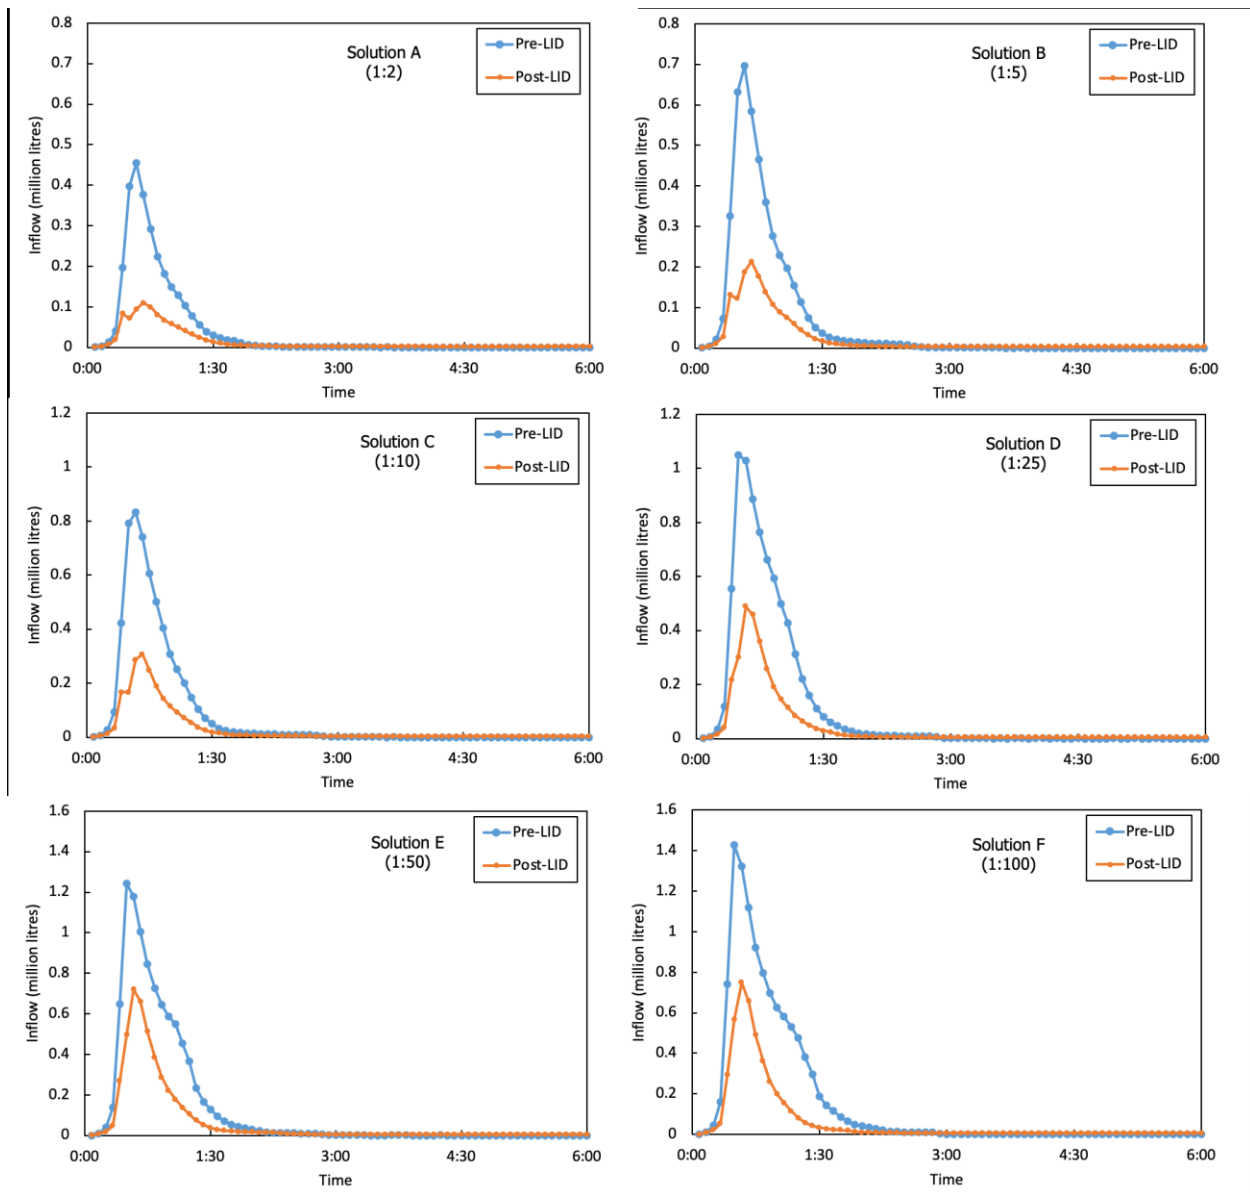 Solution A
(1:2)
Pre-LID
Post-LID
0.8
0.7
0.6
0.5
0.4
0.3
0.2
0.1
0
Inflow (million litres)
0:00 1:30 3:00 4:30 6:00
Time
Solution B
(1:5)
Pre-LID
Post-LID
0.8
0.7
0.6
0.5
0.4
0.3
0.2
0.1
0
Inflow (million litres)
0:00 1:30 3:00 4:30 6:00
Time
Solution C
(1:10)
Pre-LID
Post-LID
1.2
1
0.8
0.6
0.4
0.2
0
Inflow (million litres)
0:00 1:30 3:00 4:30 6:00
Time
Solution D
(1:25)
Pre-LID
Post-LID
1.2
1
0.8
0.6
0.4
0.2
0
Inflow (million litres)
0:00 1:30 3:00 4:30 6:00
Time
Solution E
(1:50)
Pre-LID
Post-LID
1.6
1.4
1.2
1
0.8
0.6
0.4
0.2
0
Inflow (million litres)
0:00 1:30 3:00 4:30 6:00
Time
Solution F
(1:100)
Pre-LID
Post-LID
1.6
1.4
1.2
1
0.8
0.6
0.4
0.2
0
Inflow (million litres)
0:00 1:30 3:00 4:30 6:00
Time